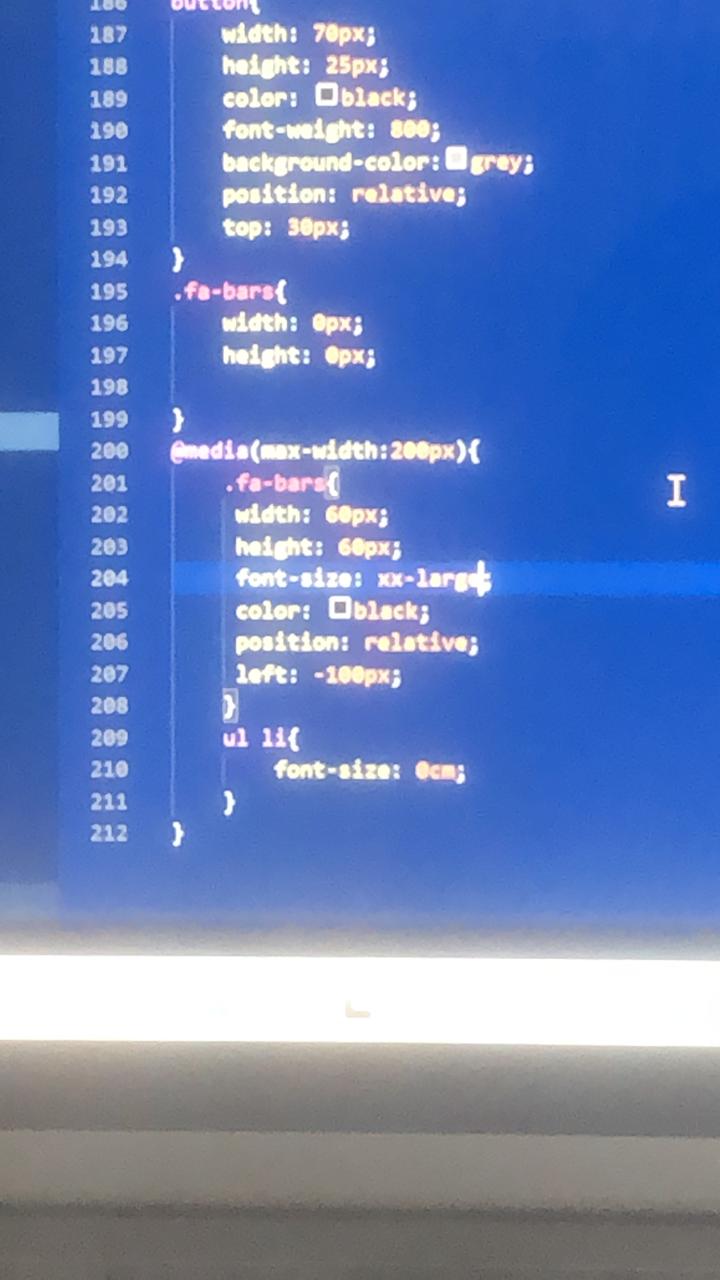 186 button{
187 width: 70px;
188 height: 25px;
189 color: black;
190 font-weight: 800;
191 background-color: grey;
192 position: relative;
193 top: 30px;
194 }
195 .fa-bars{
196 width: 0px;
197 height: 0px;
198
199 }
200 @media(max-width:200px){
201 .fa-bars{
202 width: 60px;
203 height: 60px;
204 font-size: xx-large;
205 color: black;
206 position: relative;
207 left: -100px;
208 }
209 ul li{
210 font-size: 0cm;
211 }
212 }